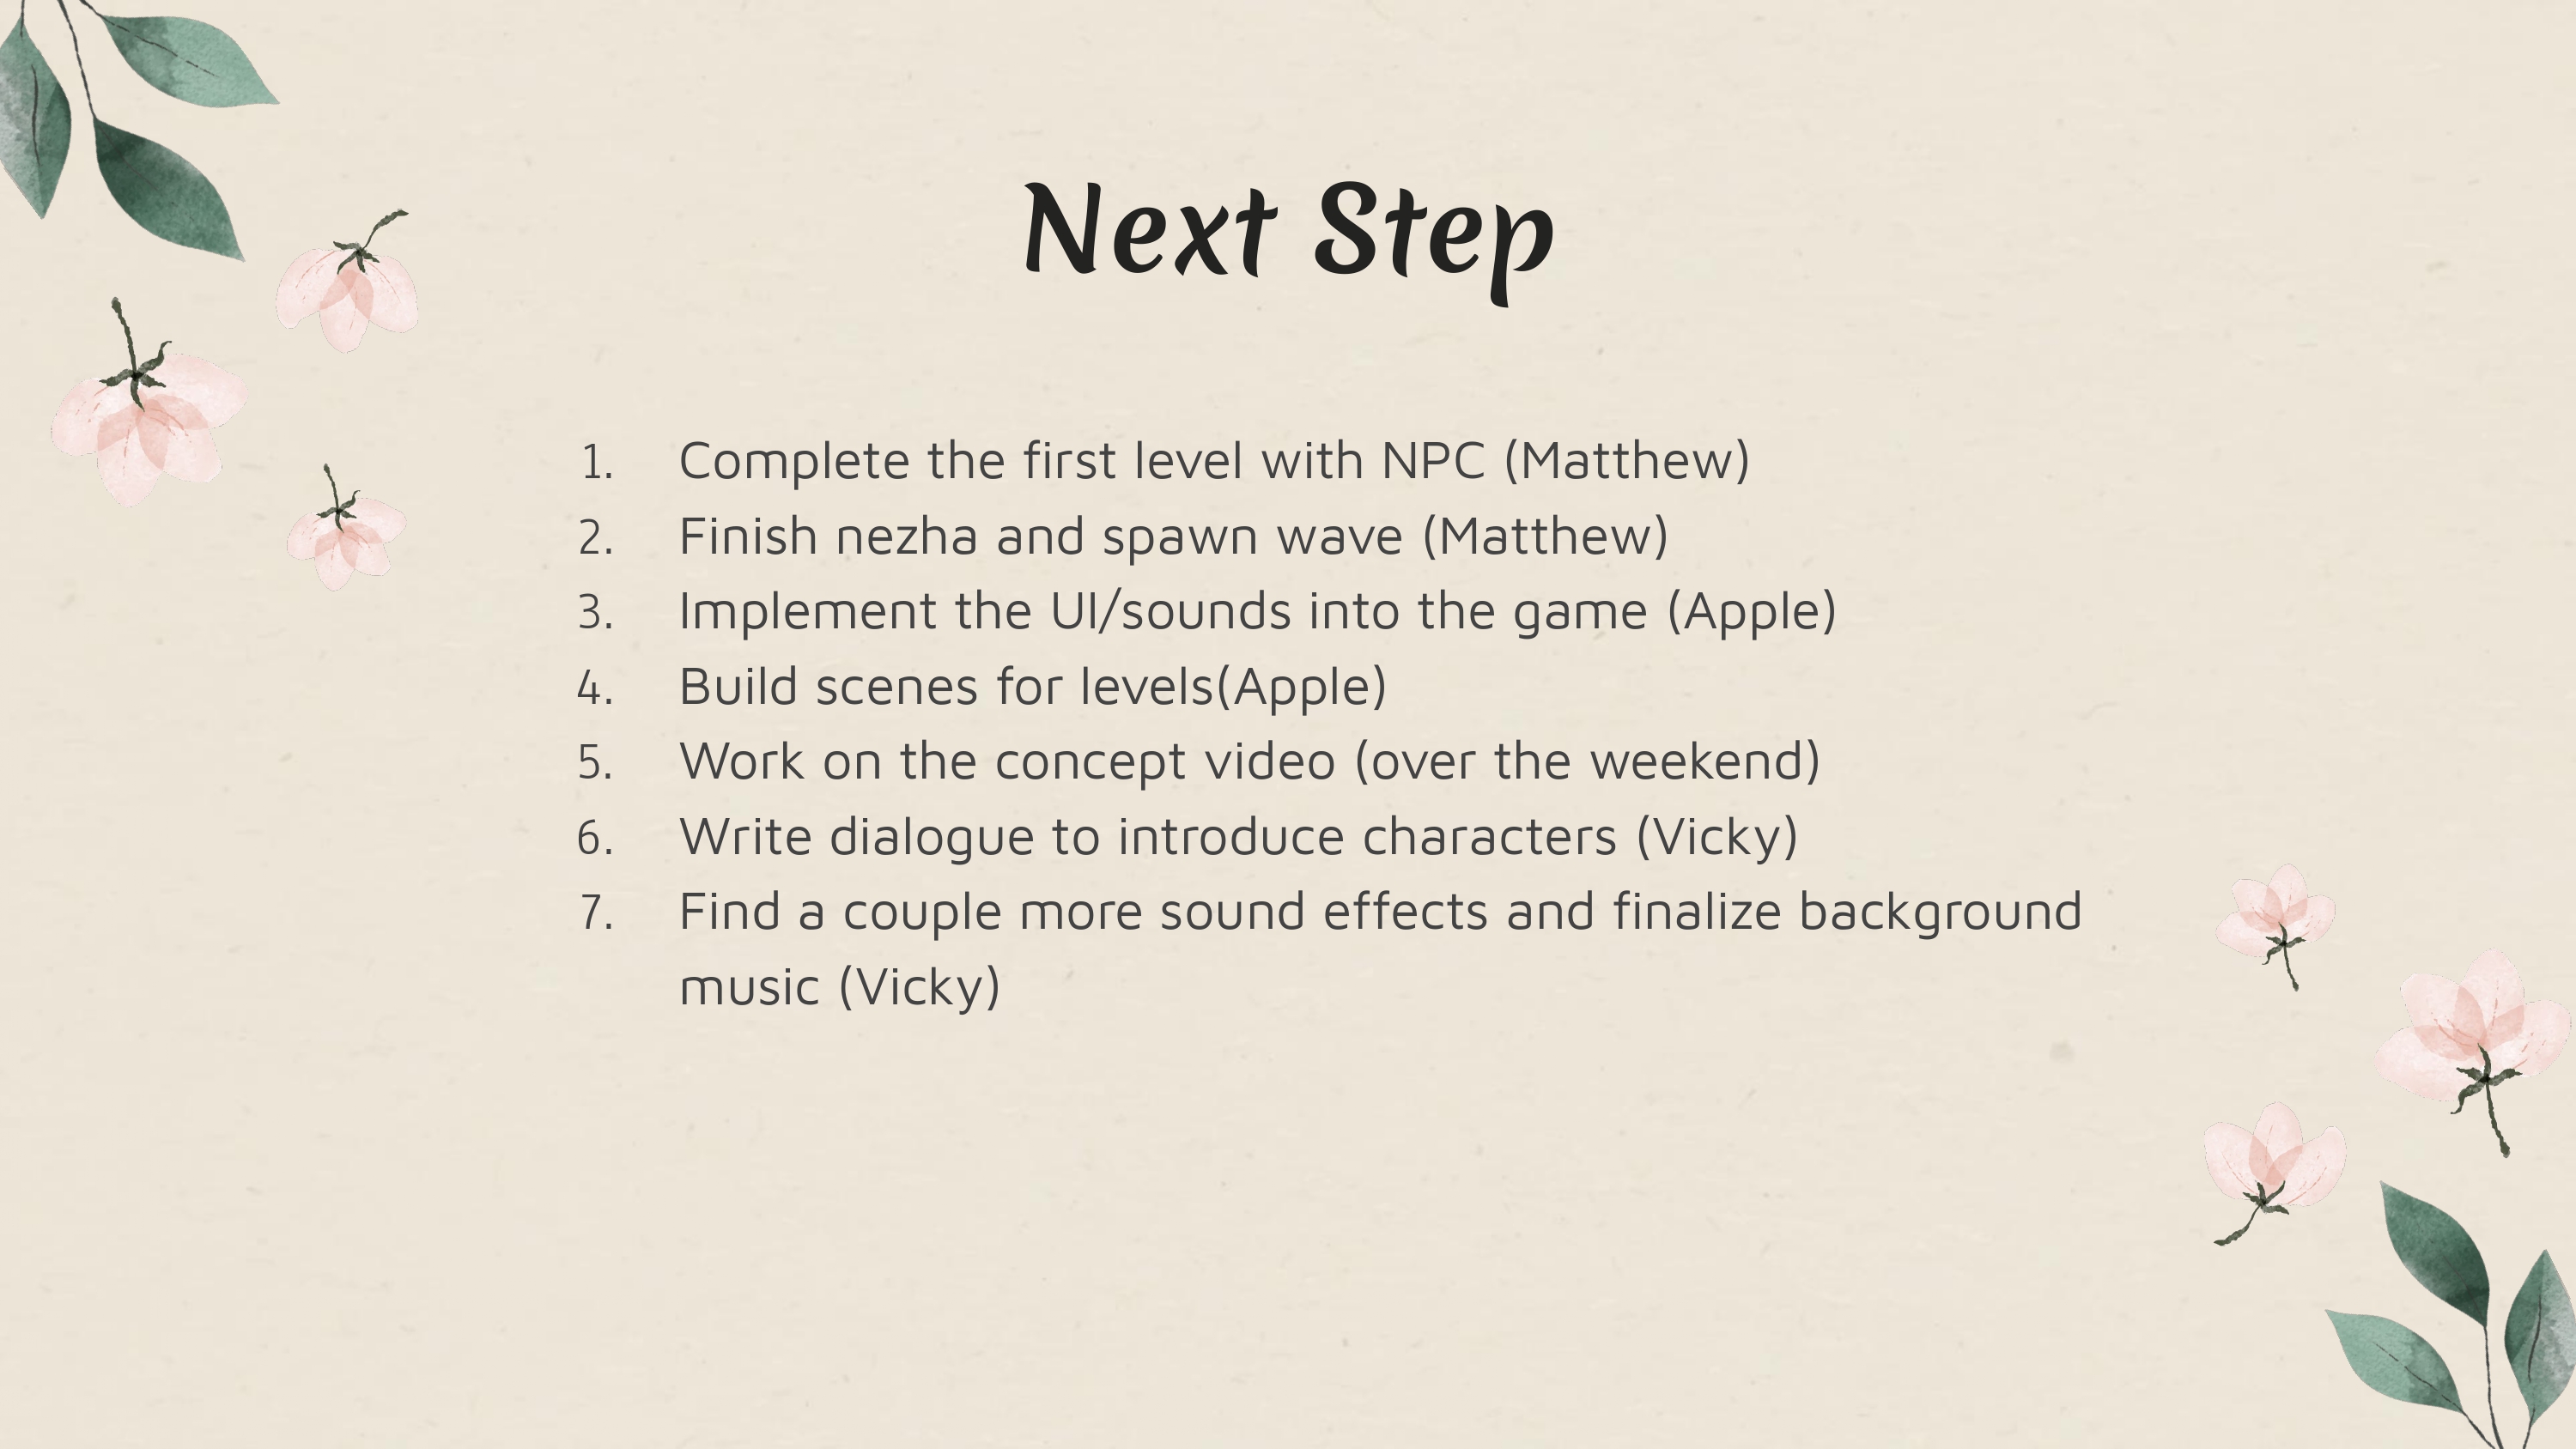 Next Step
1. Complete the first level with NPC (Matthew)
2. Finish nezha and spawn wave (Matthew)
3. Implement the UI/sounds into the game (Apple)
4. Build scenes for levels(Apple)
5. Work on the concept video (over the weekend)
6. Write dialogue to introduce characters (Vicky)
7. Find a couple more sound effects and finalize background
music (Vicky)